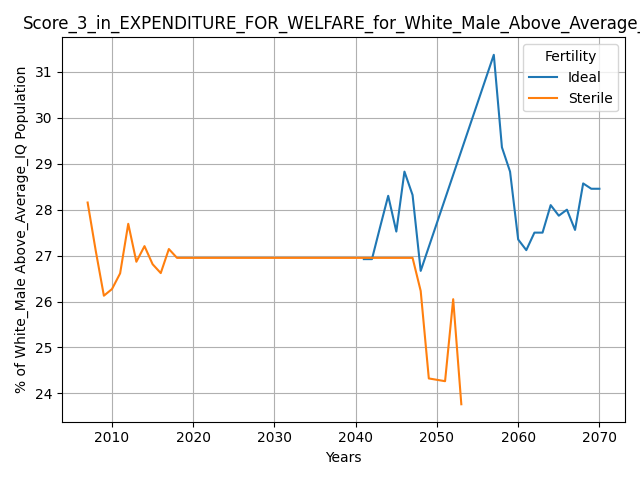 Score_3_in_EXPENDITURE_FOR_WELFARE_for_White_Male_Above_Average_
% of White_Male Above_Average_IQ Population
31
30
29
28
27
26
25
24
Fertility
Ideal
Sterile
2010 2020 2030 2040 2050 2060 2070
Years